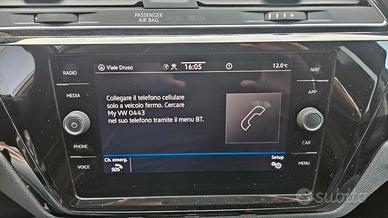 PASSENGER
AIR BAG
Viale Druso
16:05
12.0°C
RADIO
MEDIA
PHONE
VOICE
NAV
APP
CAR
MENU
Collegare il telefono cellulare
solo a veicolo fermo. Cercare
My VW 0443
nel suo telefono tramite il menu BT.
Ch. emerg.
SOS
Setup
subito